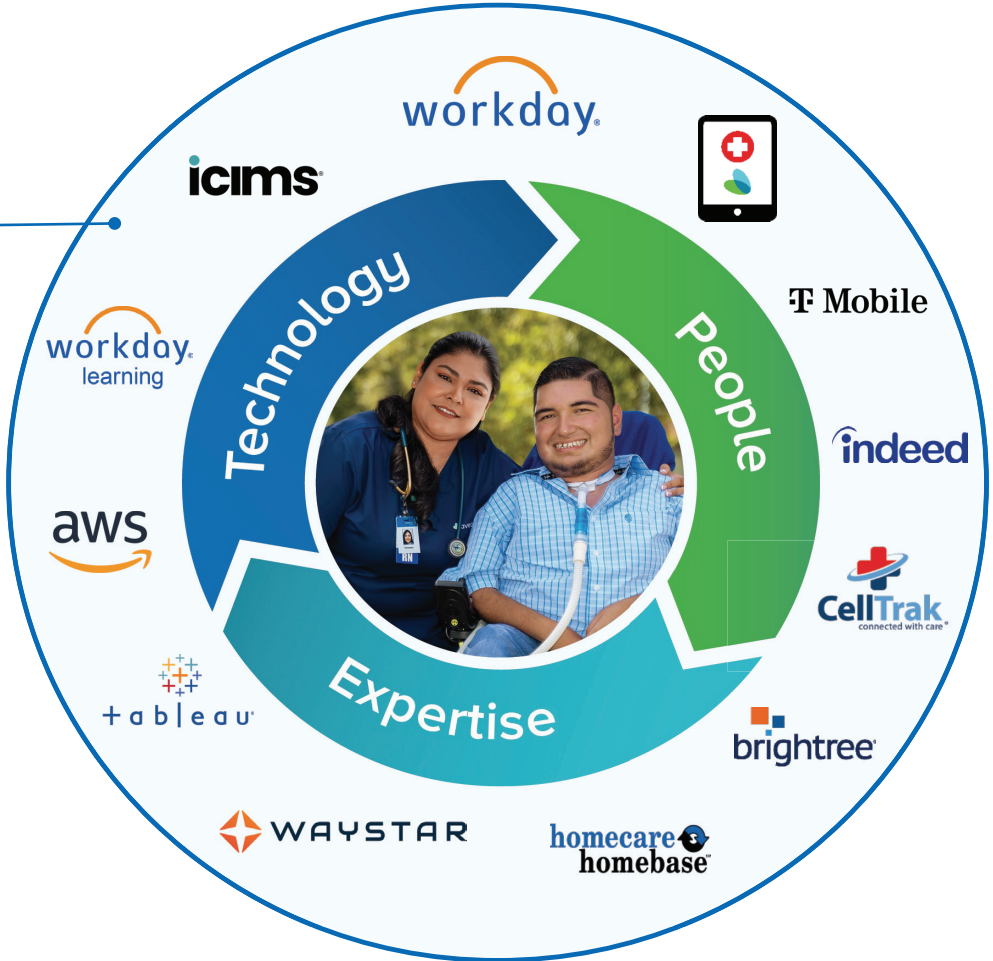 workday®
icims®
T Mobile
Technology
People
workday®
learning
indeed
aws
CellTrak
connected with care®
tableau
Expertise
brightree
WAYSTAR
homecare
homebase
RN